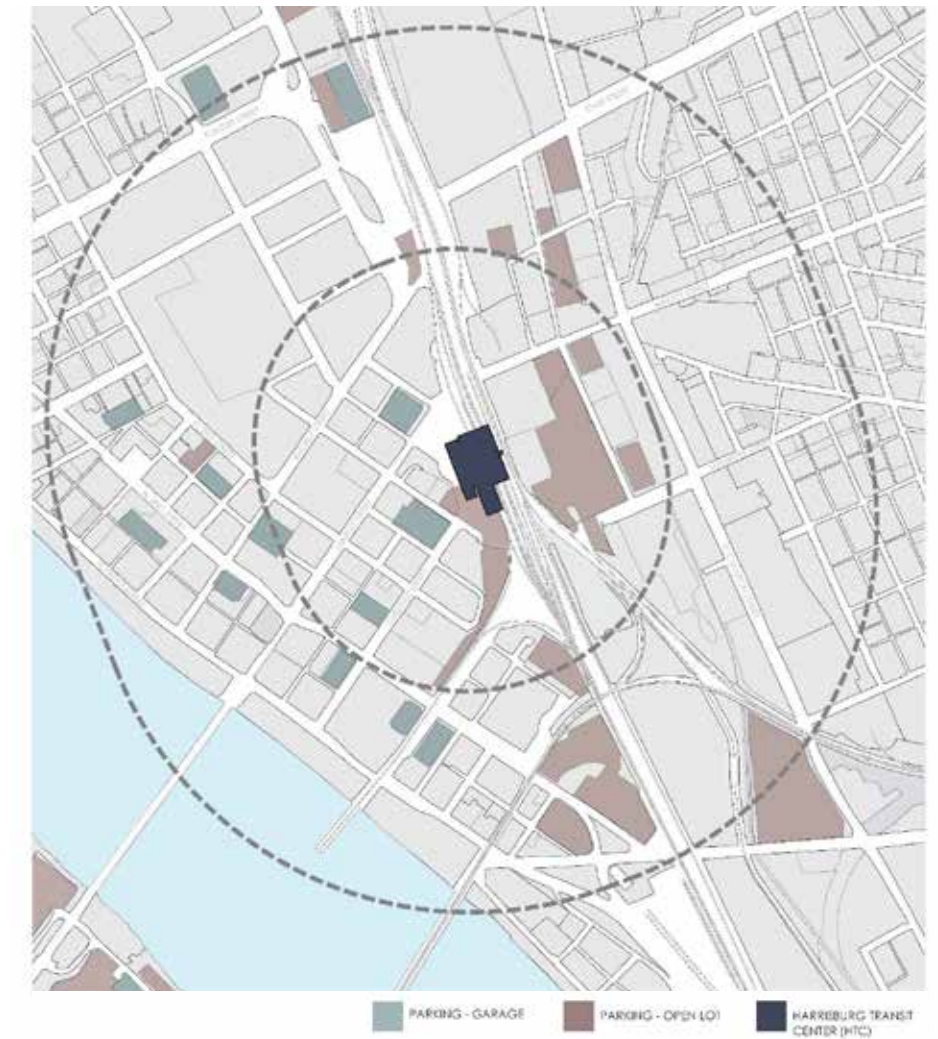 PARKING - GARAGE
PARKING - OPEN LOT
HARRISBURG TRANSIT
CENTER (HTC)